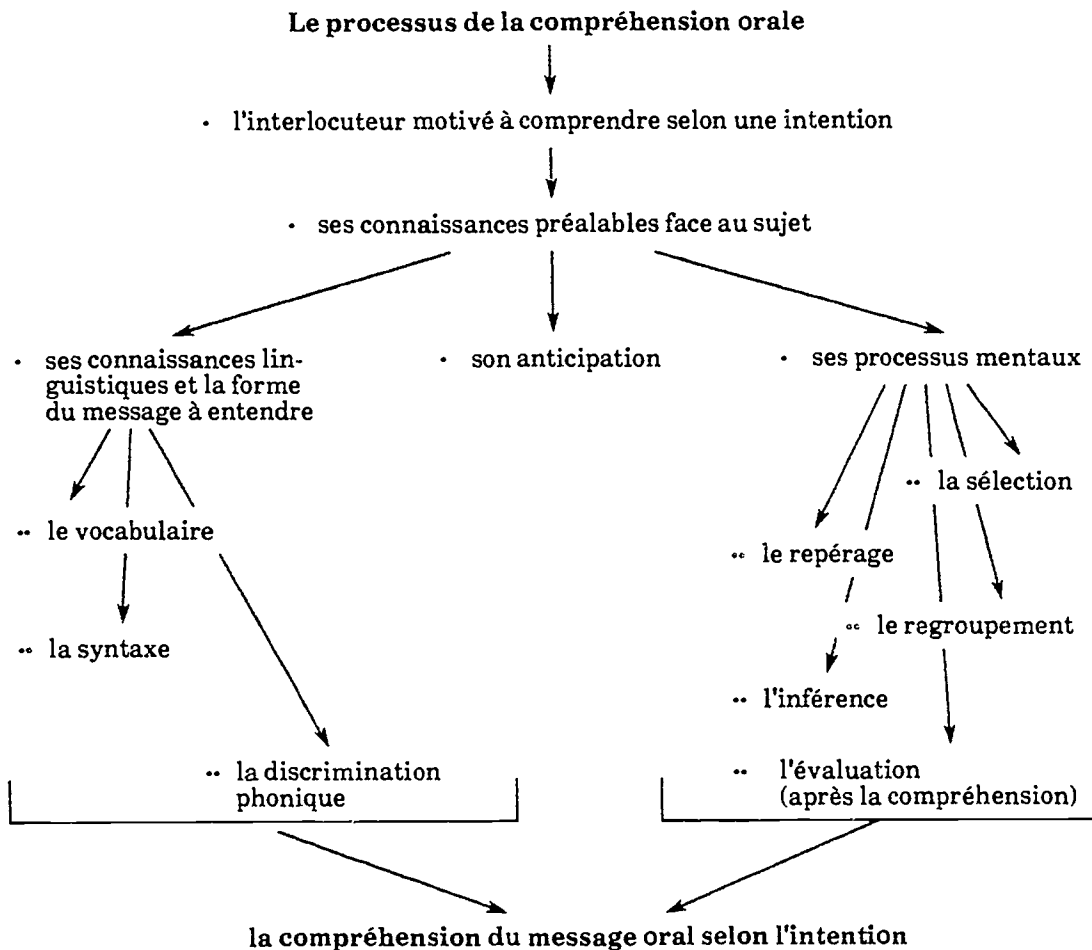 Le processus de la compréhension orale
· l'interlocuteur motivé à comprendre selon une intention
· ses connaissances préalables face au sujet
· ses connaissances lin-
guistiques et la forme
du message à entendre
· son anticipation
· ses processus mentaux
·· le vocabulaire
·· la syntaxe
·· la discrimination
phonique
·· la sélection
·· le repérage
·· le regroupement
·· l'inférence
·· l'évaluation
(après la compréhension)
la compréhension du message oral selon l'intention